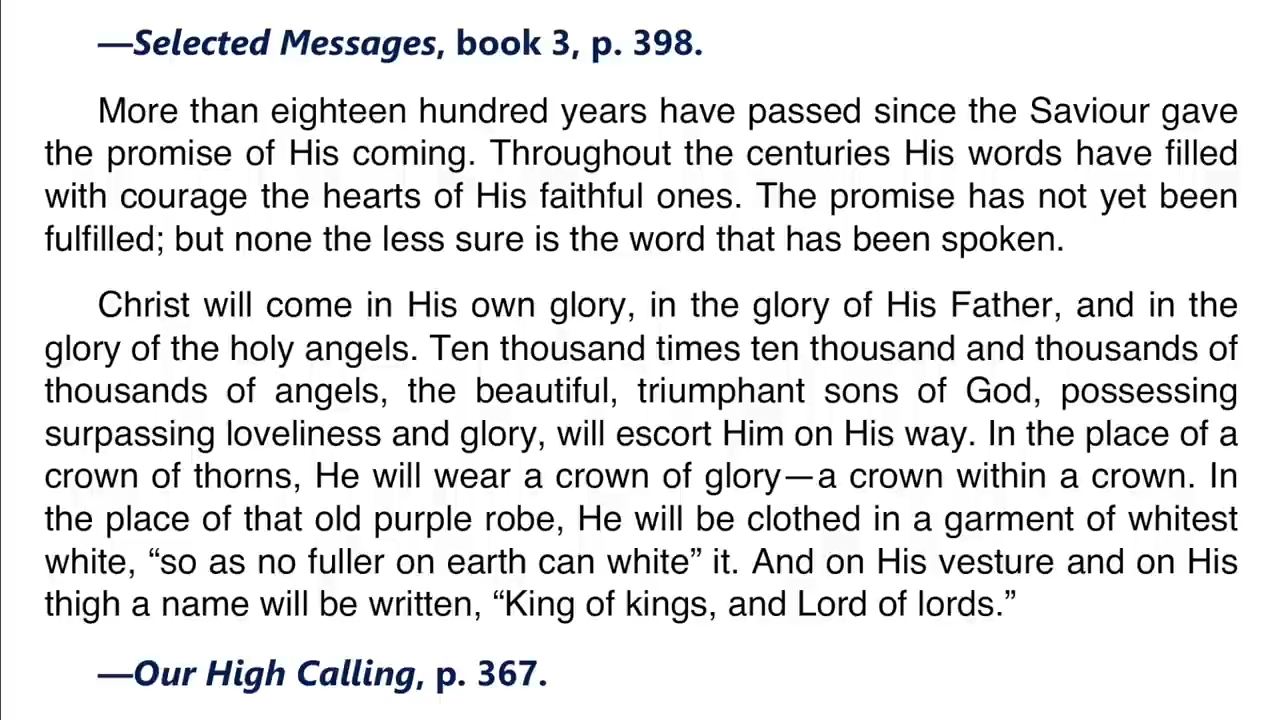 —Selected Messages, book 3, p. 398.
More than eighteen hundred years have passed since the Saviour gave
the promise of His coming. Throughout the centuries His words have filled
with courage the hearts of His faithful ones. The promise has not yet been
fulfilled; but none the less sure is the word that has been spoken.
Christ will come in His own glory, in the glory of His Father, and in the
glory of the holy angels. Ten thousand times ten thousand and thousands of
thousands of angels, the beautiful, triumphant sons of God, possessing
surpassing loveliness and glory, will escort Him on His way. In the place of a
crown of thorns, He will wear a crown of glory—a crown within a crown. In
the place of that old purple robe, He will be clothed in a garment of whitest
white, “so as no fuller on earth can white” it. And on His vesture and on His
thigh a name will be written, “King of kings, and Lord of lords.”
—Our High Calling, p. 367.